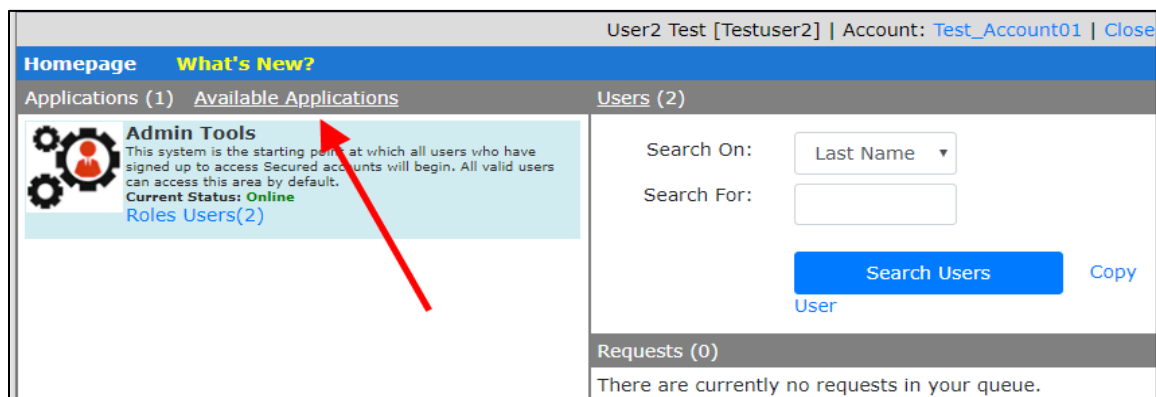 User2 Test [Testuser2] | Account: Test_Account01 | Close
Homepage What's New?
Applications (1) Available Applications
Admin Tools
This system is the starting point at which all users who have
signed up to access Secured accounts will begin. All valid users
can access this area by default.
Current Status: Online
Roles Users(2)
Users (2)
Search On: Last Name
Search For:
Search Users Copy
User
Requests (0)
There are currently no requests in your queue.